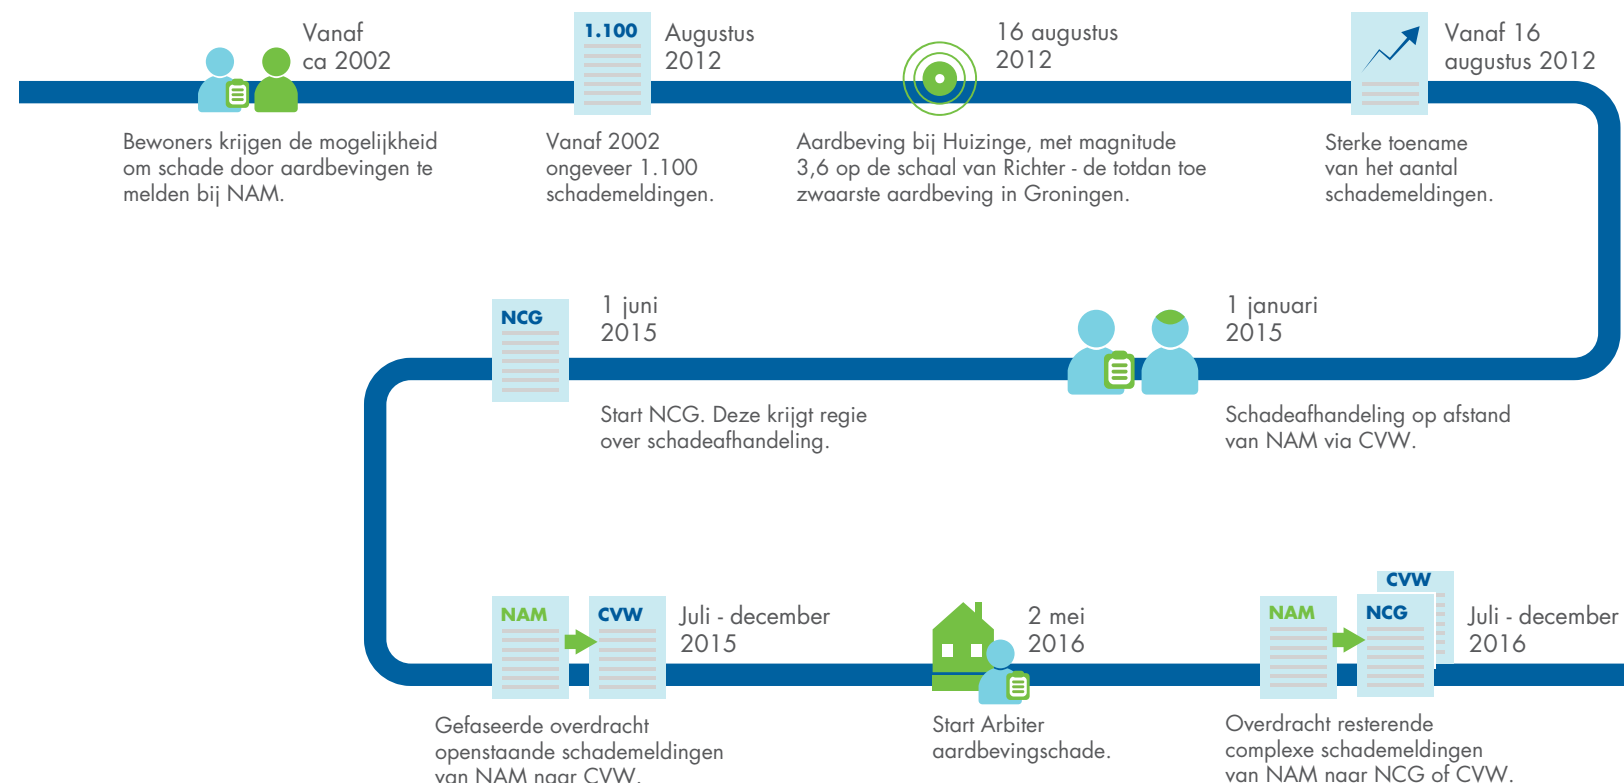 Vanaf
ca 2002
Bewoners krijgen de mogelijkheid
om schade door aardbevingen te
melden bij NAM.
1.100
Augustus
2012
Vanaf 2002
ongeveer 1.100
schademeldingen.
16 augustus
2012
Aardbeving bij Huizinge, met magnitude
3,6 op de schaal van Richter - de totdan toe
zwaarste aardbeving in Groningen.
Vanaf 16
augustus 2012
Sterke toename
van het aantal
schademeldingen.
1 januari
2015
Schadeafhandeling op afstand
van NAM via CVW.
NCG
1 juni
2015
Start NCG. Deze krijgt regie
over schadeafhandeling.
NAM
CVW
Juli - december
2015
Gefaseerde overdracht
openstaande schademeldingen
van NAM naar CVW.
2 mei
2016
Start Arbiter
aardbevingschade.
NAM
NCG
CVW
Juli - december
2016
Overdracht resterende
complexe schademeldingen
van NAM naar NCG of CVW.